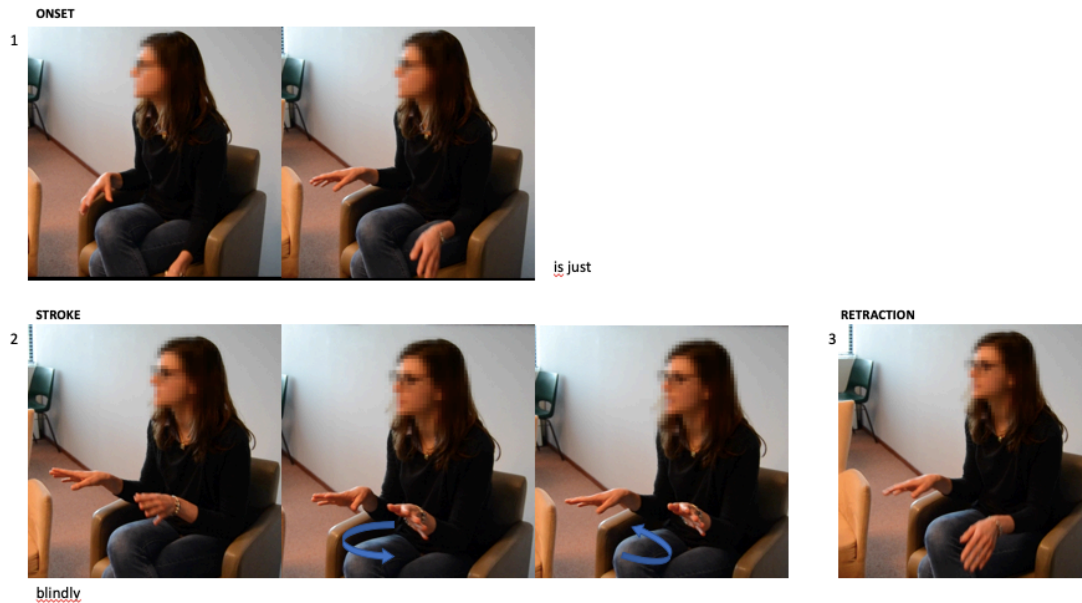 ONSET
1
is just
STROKE
RETRACTION
2
3
blindly